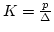 K = p/Δ